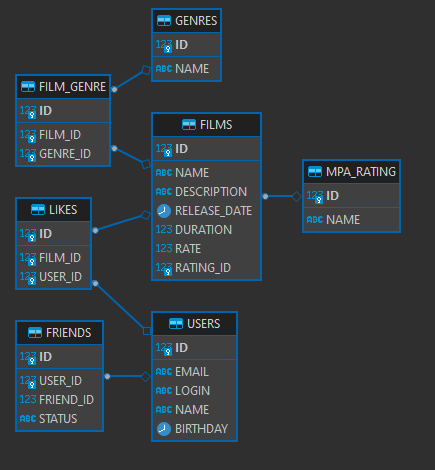 GENRES
123 ID
ABC NAME
FILM_GENRE
123 ID
123 FILM_ID
123 GENRE_ID
FILMS
123 ID
ABC NAME
ABC DESCRIPTION
RELEASE_DATE
123 DURATION
123 RATE
123 RATING_ID
MPA_RATING
123 ID
ABC NAME
LIKES
123 ID
123 FILM_ID
123 USER_ID
FRIENDS
123 ID
123 USER_ID
123 FRIEND_ID
ABC STATUS
USERS
123 ID
ABC EMAIL
ABC LOGIN
ABC NAME
BIRTHDAY